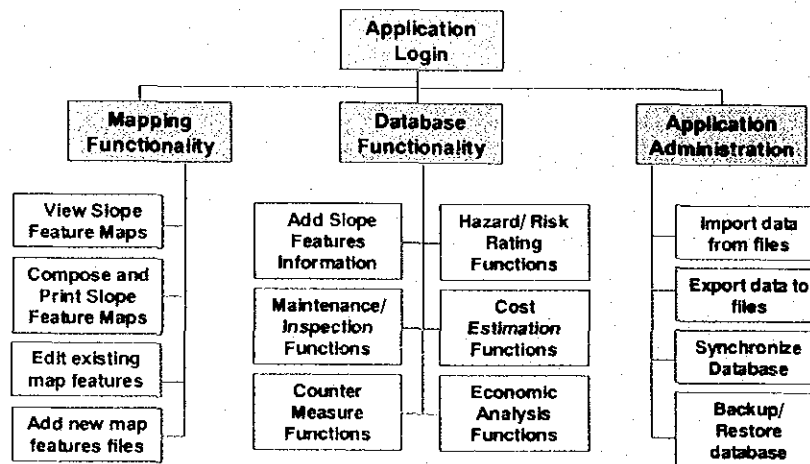 Application
Login
Mapping
Functionality
Database
Functionality
Application
Administration
View Slope
Feature Maps
Compose and
Print Slope
Feature Maps
Edit existing
map features
Add new map
features files
Add Slope
Features
Information
Maintenance/
Inspection
Functions
Counter
Measure
Functions
Hazard/ Risk
Rating
Functions
Cost
Estimation
Functions
Economic
Analysis
Functions
Import data
from files
Export data to
files
Synchronize
Database
Backup/
Restore
database